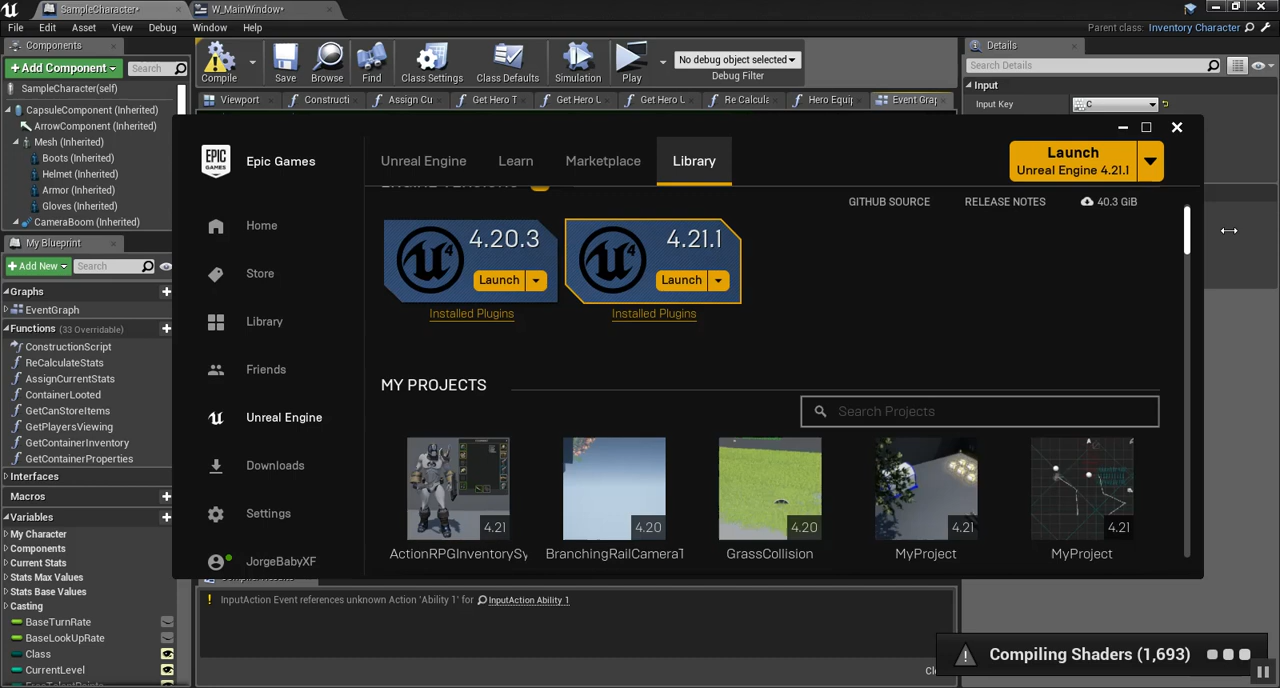 SampleCharacter*
W_MainWindow*
File Edit Asset View Debug Window Help
Parent class: Inventory Character
Components
+ Add Component
Search
SampleCharacter(self)
CapsuleComponent (Inherited)
ArrowComponent (Inherited)
Mesh (Inherited)
Boots (Inherited)
Helmet (Inherited)
Armor (Inherited)
Gloves (Inherited)
CameraBoom (Inherited)
Compile
Save
Browse
Find
Class Settings
Class Defaults
Simulation
Play
No debug object selected
Debug Filter
Viewport
Constructi
Assign Cu
Get Hero T
Get Hero L
Get Hero L
Re Calcula
Hero Equip
Event Grap
Details
Search Details
Input
Input Key
C
My Blueprint
+ Add New
Search
Graphs
EventGraph
Functions (33 Overridable)
ConstructionScript
ReCalculateStats
AssignCurrentStats
ContainerLooted
GetCanStoreItems
GetPlayersViewing
GetContainerInventory
GetContainerProperties
Interfaces
Macros
Variables
My Character
Components
Current Stats
Stats Max Values
Stats Base Values
Casting
BaseTurnRate
BaseLookUpRate
Class
CurrentLevel
EPIC GAMES
Epic Games
Home
Store
Library
Friends
Unreal Engine
Downloads
Settings
JorgeBabyXF
Unreal Engine
Learn
Marketplace
Library
Launch
Unreal Engine 4.21.1
GITHUB SOURCE
RELEASE NOTES
40.3 GiB
4.20.3
Launch
Installed Plugins
4.21.1
Launch
Installed Plugins
MY PROJECTS
Search Projects
4.21
ActionRPGInventorySy
4.20
BranchingRailCameraT
4.20
GrassCollision
4.21
MyProject
4.21
MyProject
InputAction Event references unknown Action 'Ability 1' for InputAction Ability 1
Compiling Shaders (1,693)